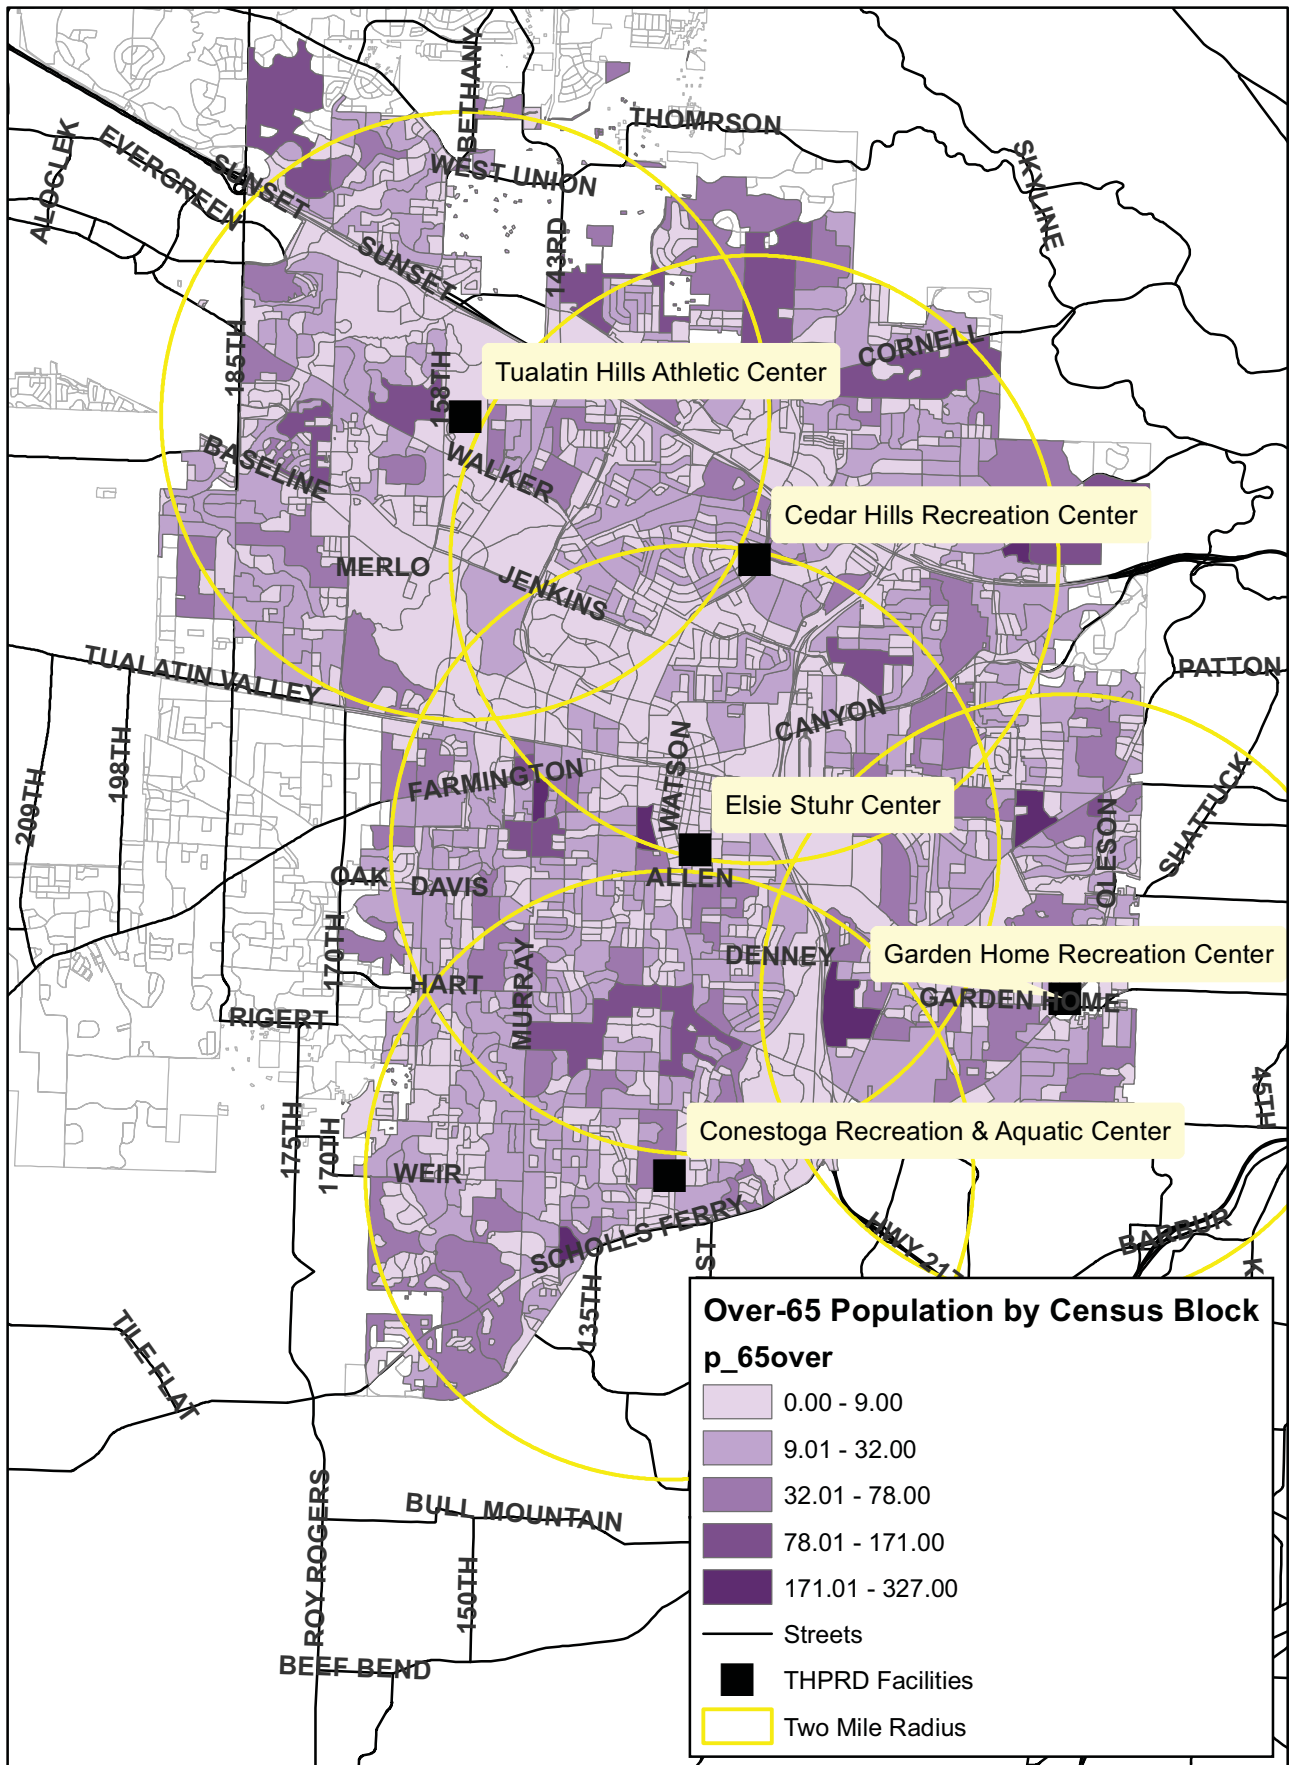 BETHANY
THOMPSON
ALOCLEK
EVERGREEN
SUNSET
WEST UNION
SKYLINE
143RD
SUNSET
185TH
158TH
CORNELL
Tualatin Hills Athletic Center
BASELINE
WALKER
Cedar Hills Recreation Center
MERLO
JENKINS
TUALATIN VALLEY
PATTON
CANYON
198TH
209TH
FARMINGTON
WATSON
Elsie Stuhr Center
SHATTUCK
OLESON
OAK
DAVIS
ALLEN
170TH
HART
MURRAY
DENNEY
Garden Home Recreation Center
GARDEN HOME
RIGERT
45TH
175TH
170TH
Conestoga Recreation & Aquatic Center
WEIR
SCHOLLS FERRY
HWY 217
BARBUR
ST
K
135TH
TILE FLAT
Over-65 Population by Census Block
p_65over
0.00 - 9.00
9.01 - 32.00
32.01 - 78.00
78.01 - 171.00
171.01 - 327.00
Streets
THPRD Facilities
Two Mile Radius
ROY ROGERS
BULL MOUNTAIN
150TH
BEEF BEND